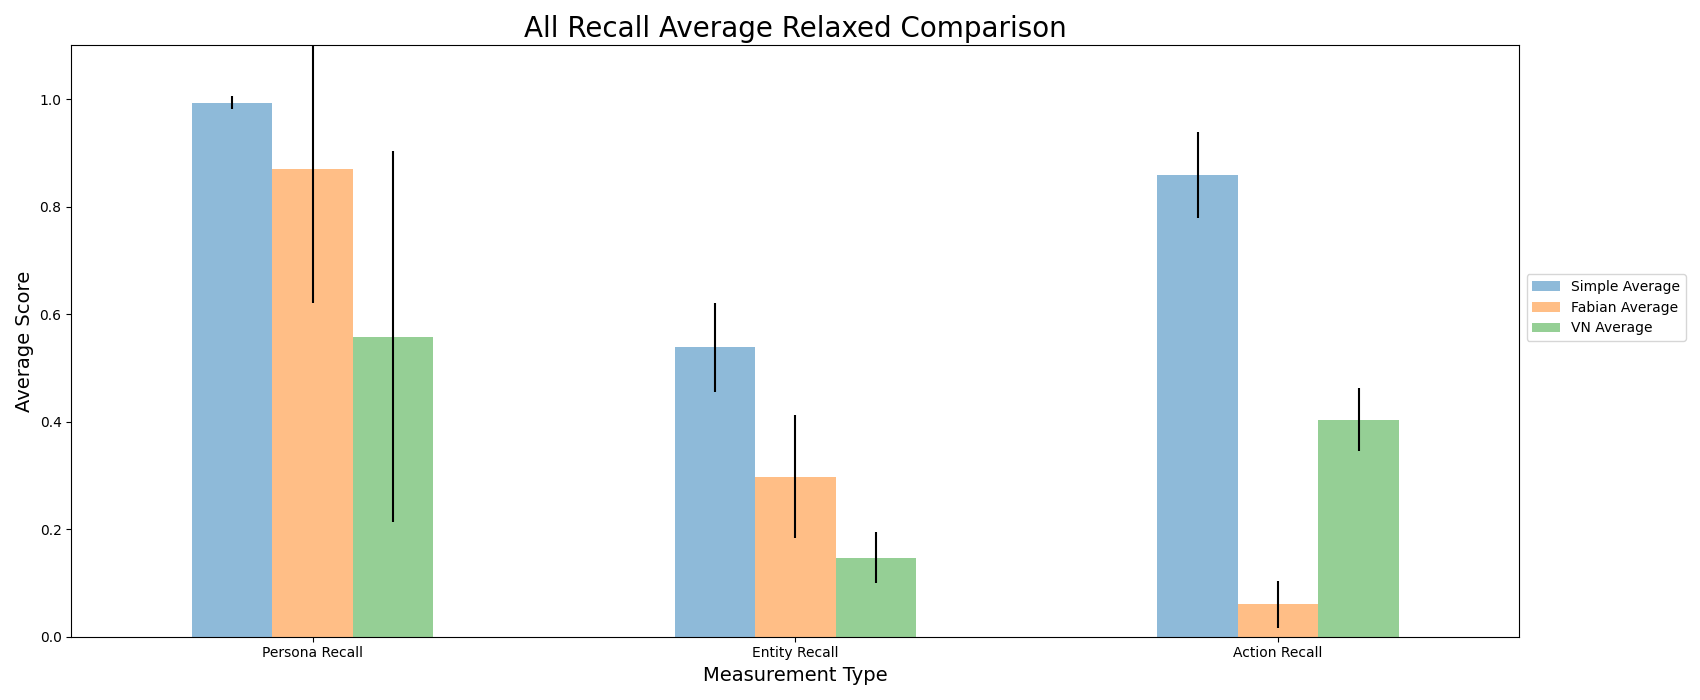 All Recall Average Relaxed Comparison
Average Score
1.0
0.8
0.6
0.4
0.2
0.0
Persona Recall
Entity Recall
Action Recall
Measurement Type
Simple Average
Fabian Average
VN Average